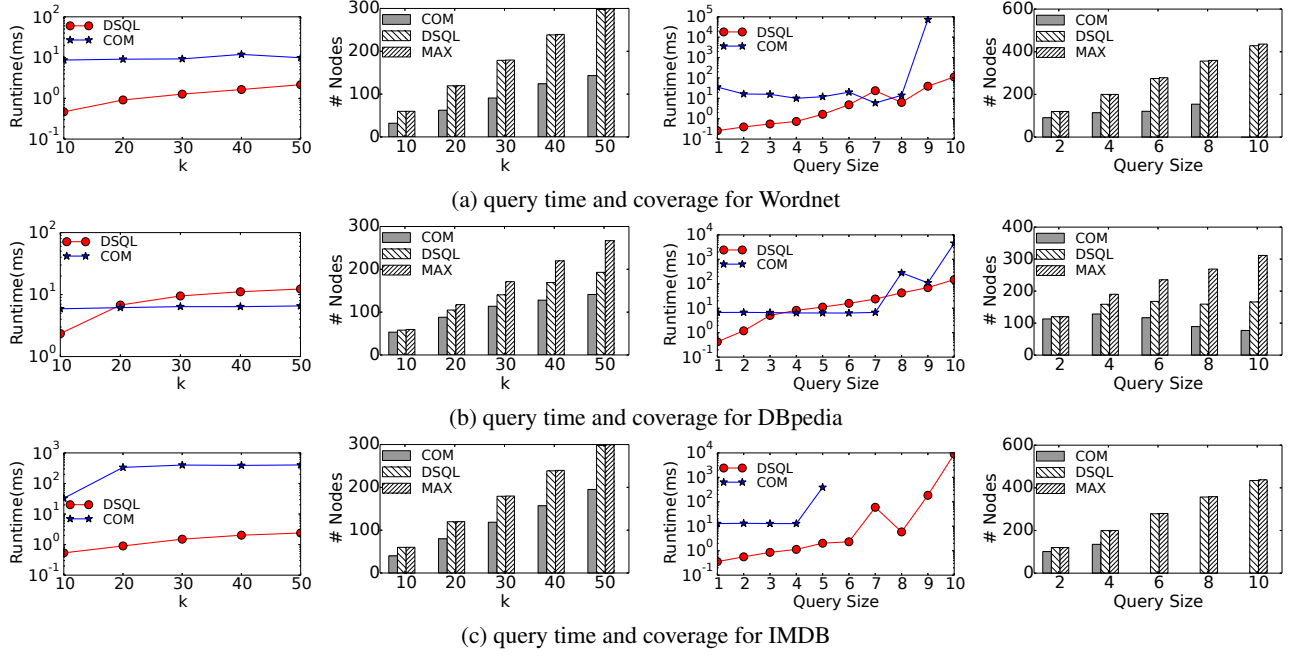 Runtime(ms)
10^2
10^1
10^0
10^-1
DSQL
COM
10 20 30 40 50
k
# Nodes
300
200
100
0
COM
DSQL
MAX
10 20 30 40 50
k
Runtime(ms)
10^5
10^4
10^3
10^2
10^1
10^0
10^-1
DSQL
COM
1 2 3 4 5 6 7 8 9 10
Query Size
# Nodes
600
400
200
0
COM
DSQL
MAX
2 4 6 8 10
Query Size
(a) query time and coverage for Wordnet
Runtime(ms)
10^2
10^1
10^0
DSQL
COM
10 20 30 40 50
k
# Nodes
300
200
100
0
COM
DSQL
MAX
10 20 30 40 50
k
Runtime(ms)
10^4
10^3
10^2
10^1
10^0
10^-1
DSQL
COM
1 2 3 4 5 6 7 8 9 10
Query Size
# Nodes
400
300
200
100
0
COM
DSQL
MAX
2 4 6 8 10
Query Size
(b) query time and coverage for DBpedia
Runtime(ms)
10^3
10^2
10^1
10^0
10^-1
DSQL
COM
10 20 30 40 50
k
# Nodes
300
200
100
0
COM
DSQL
MAX
10 20 30 40 50
k
Runtime(ms)
10^4
10^3
10^2
10^1
10^0
10^-1
DSQL
COM
1 2 3 4 5 6 7 8 9 10
Query Size
# Nodes
600
400
200
0
COM
DSQL
MAX
2 4 6 8 10
Query Size
(c) query time and coverage for IMDB